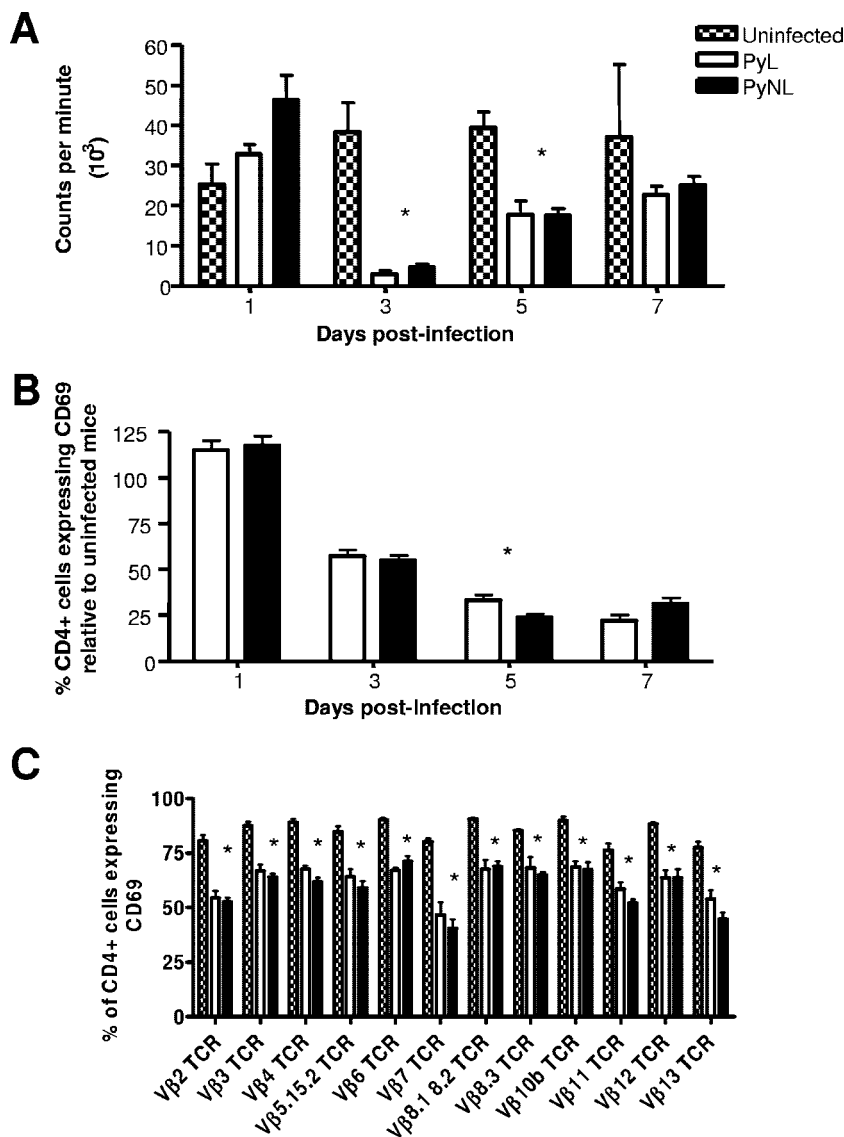 A
Counts per minute
(10³)
60
50
40
30
20
10
0
*
*
1
3
5
7
Days post-infection
Uninfected
PyL
PyNL
B
% CD4+ cells expressing CD69
relative to uninfected mice
125
100
75
50
25
0
*
1
3
5
7
Days post-Infection
C
% of CD4+ cells expressing
CD69
100
75
50
25
0
* * * * * * * * * * * *
Vβ2 TCR
Vβ3 TCR
Vβ4 TCR
Vβ5.15.2 TCR
Vβ6 TCR
Vβ7 TCR
Vβ8.1 8.2 TCR
Vβ8.3 TCR
Vβ10b TCR
Vβ11 TCR
Vβ12 TCR
Vβ13 TCR